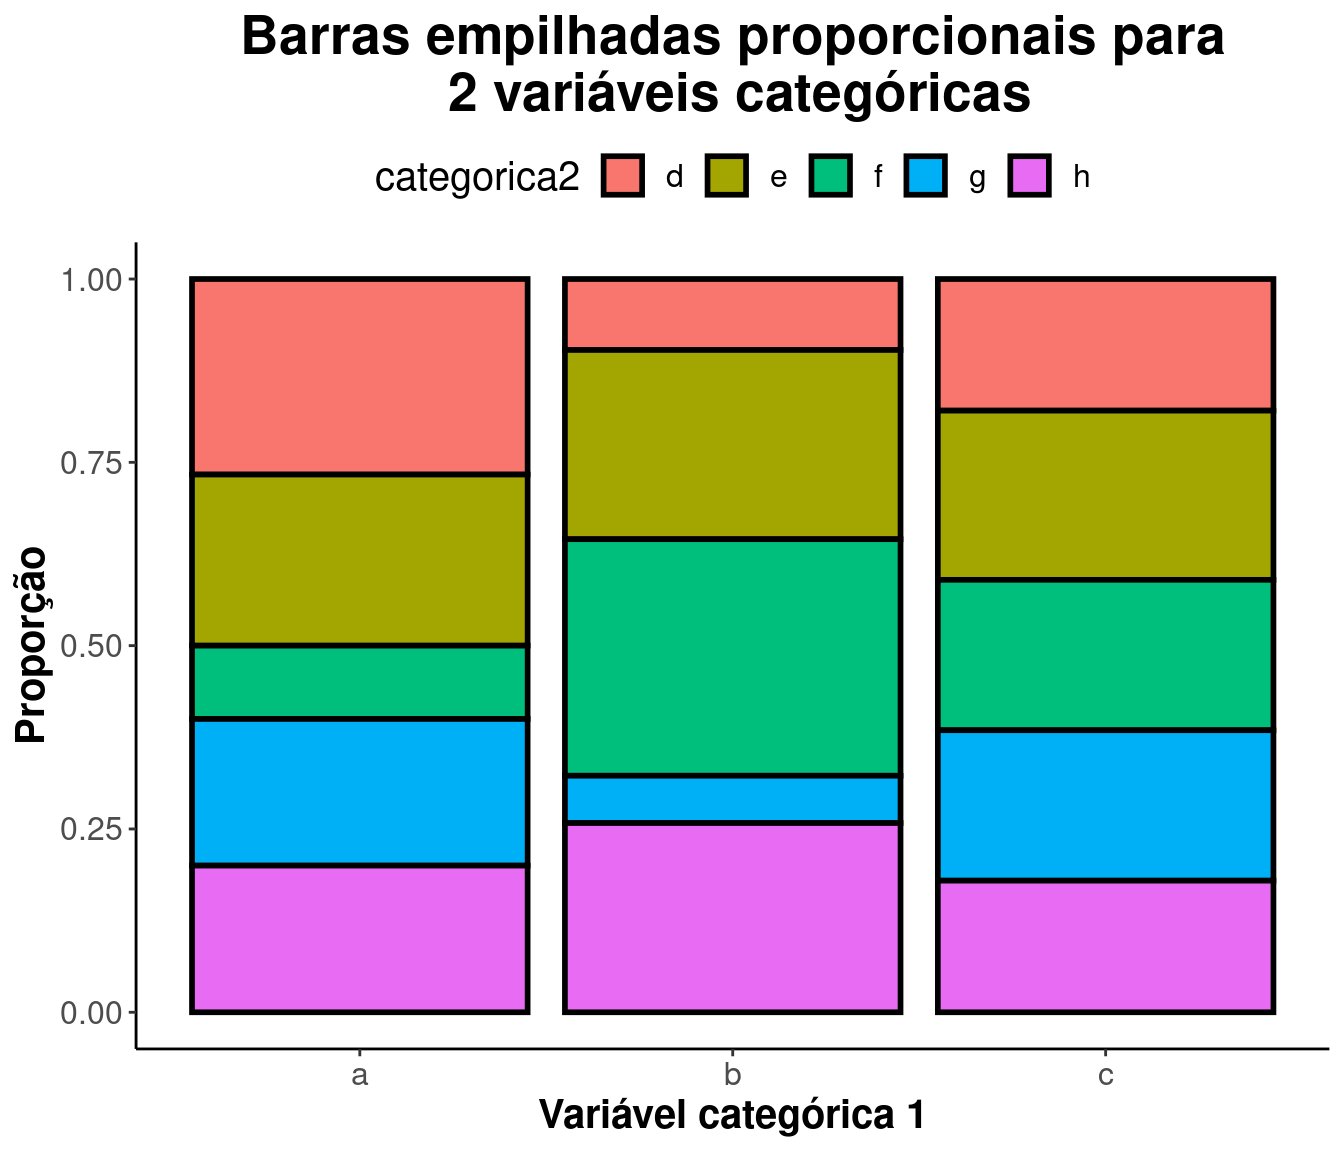 Barras empilhadas proporcionais para
2 variáveis categóricas
categorica2 d e f g h
1.00
0.75
0.50
0.25
0.00
Proporção
a b c
Variável categórica 1